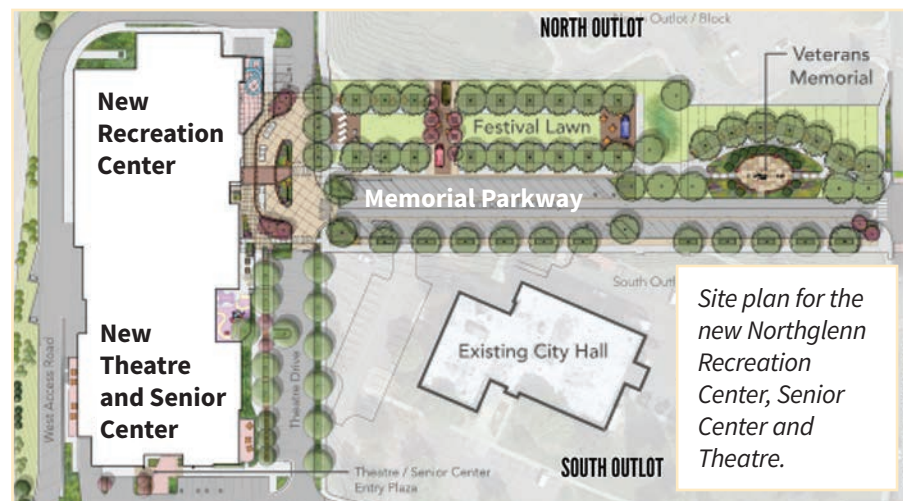 NORTH OUTLOT
North Outlot / Block
Veterans
Memorial
New
Recreation
Center
Festival Lawn
Memorial Parkway
South Outlot
Site plan for the
new Northglenn
Recreation
Center, Senior
Center and
Theatre.
Existing City Hall
New
Theatre
and Senior
Center
West Access Road
Theatre Drive
SOUTH OUTLOT
Theatre / Senior Center
Entry Plaza